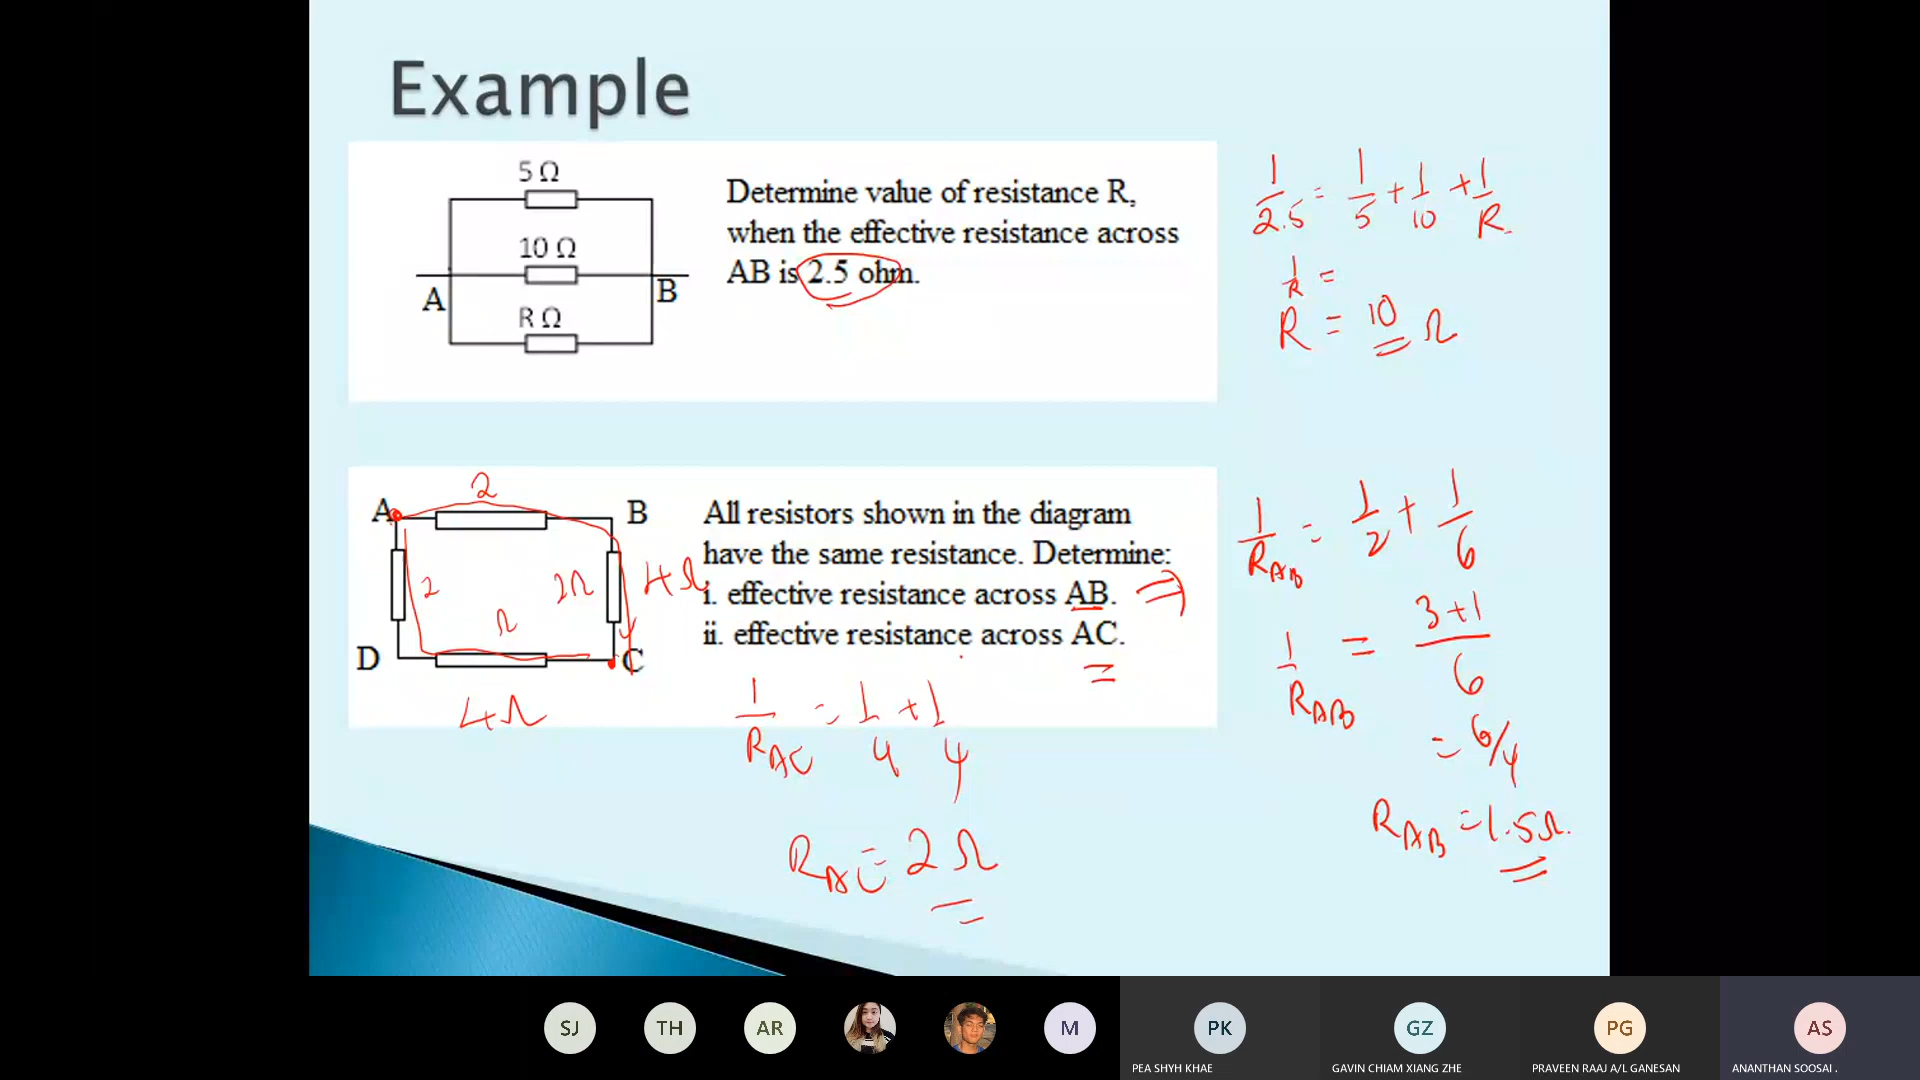 Example
5 Ω
10 Ω
R Ω
A
B
Determine value of resistance R,
when the effective resistance across
AB is 2.5 ohm.
1/2.5 = 1/5 + 1/10 + 1/R
1/R =
R = 10 Ω
2
A
B
2
2Ω
4Ω
Ω
D
C
4Ω
All resistors shown in the diagram
have the same resistance. Determine:
i. effective resistance across AB. ⇒
ii. effective resistance across AC.
1/RAC = 1/4 + 1/4
RAC = 2 Ω
1/RAB = 1/2 + 1/6
1/RAB = 3+1/6
= 6/4
RAB = 1.5Ω.
SJ
TH
AR
M
PK
GZ
PG
AS
PEA SHYH KHAE
GAVIN CHIAM XIANG ZHE
PRAVEEN RAAJ A/L GANESAN
ANANTHAN SOOSAI .